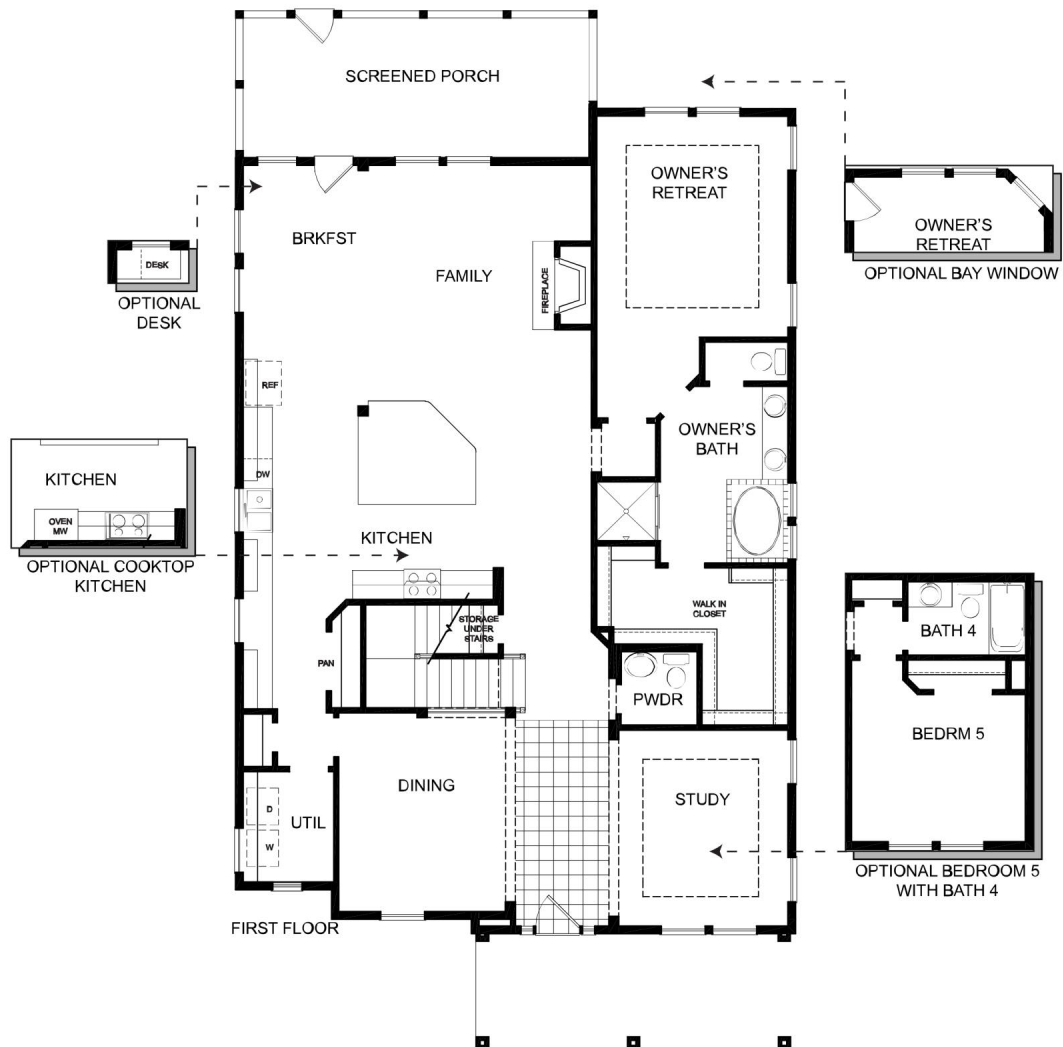 SCREENED PORCH
OWNER'S
RETREAT
BRKFST
FAMILY
FIREPLACE
DESK
OPTIONAL
DESK
OWNER'S
RETREAT
OPTIONAL BAY WINDOW
REF
OWNER'S
BATH
DW
KITCHEN
OVEN
MW
OPTIONAL COOKTOP
KITCHEN
KITCHEN
STORAGE
UNDER
STAIRS
WALK IN
CLOSET
PAN
PWDR
BATH 4
BEDRM 5
OPTIONAL BEDROOM 5
WITH BATH 4
DINING
STUDY
D
W
UTIL
FIRST FLOOR